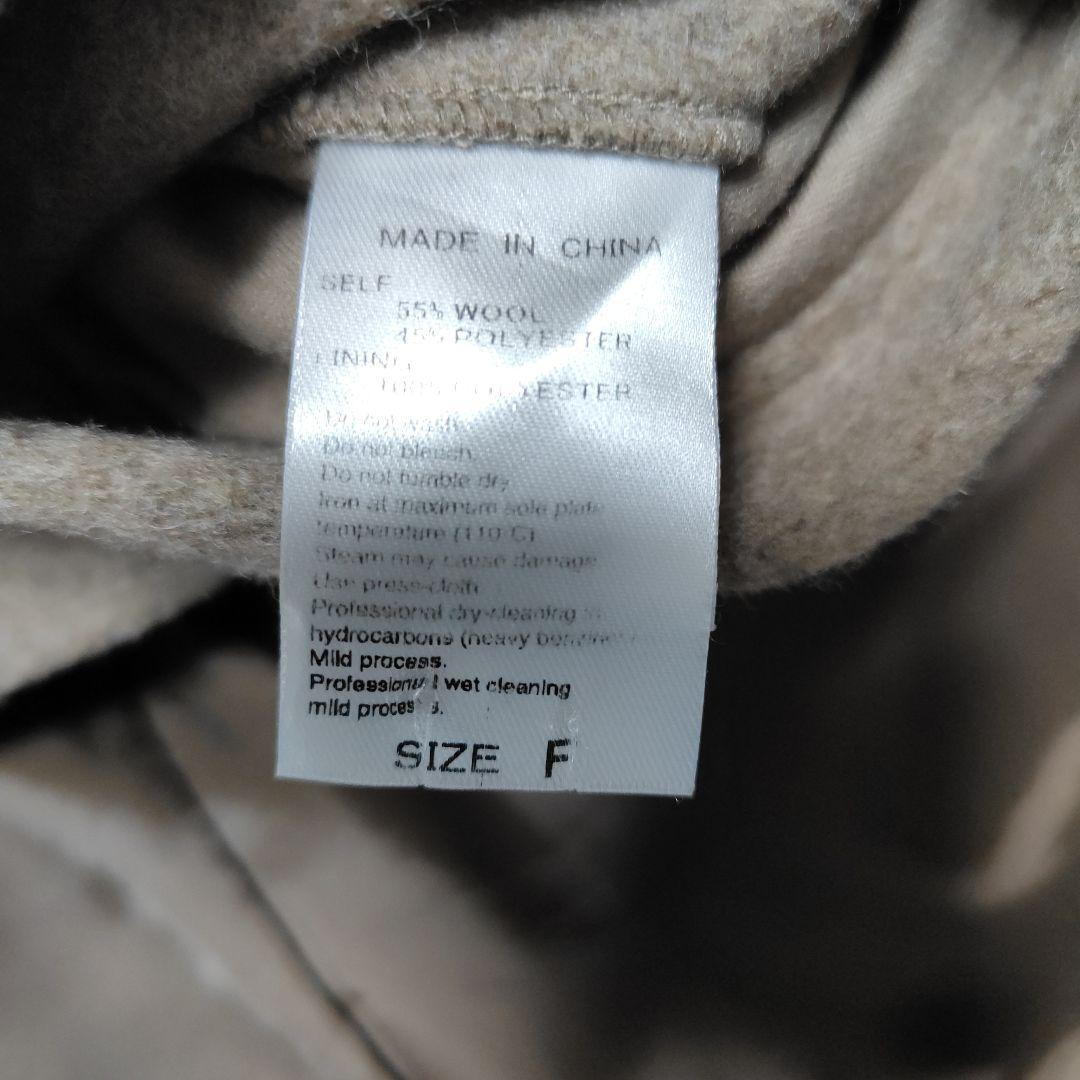 MADE IN CHINA
SELF
55% WOOL
45% POLYESTER
LINING
100% POLYESTER
Do not wash
Do not bleach
Do not tumble dry
Iron at maximum sole plate
temperature (110°C)
Steam may cause damage
Use press-cloth
Professional dry-cleaning
hydrocarbons (heavy
Mild process.
Professional wet cleaning
mild process.
SIZE F